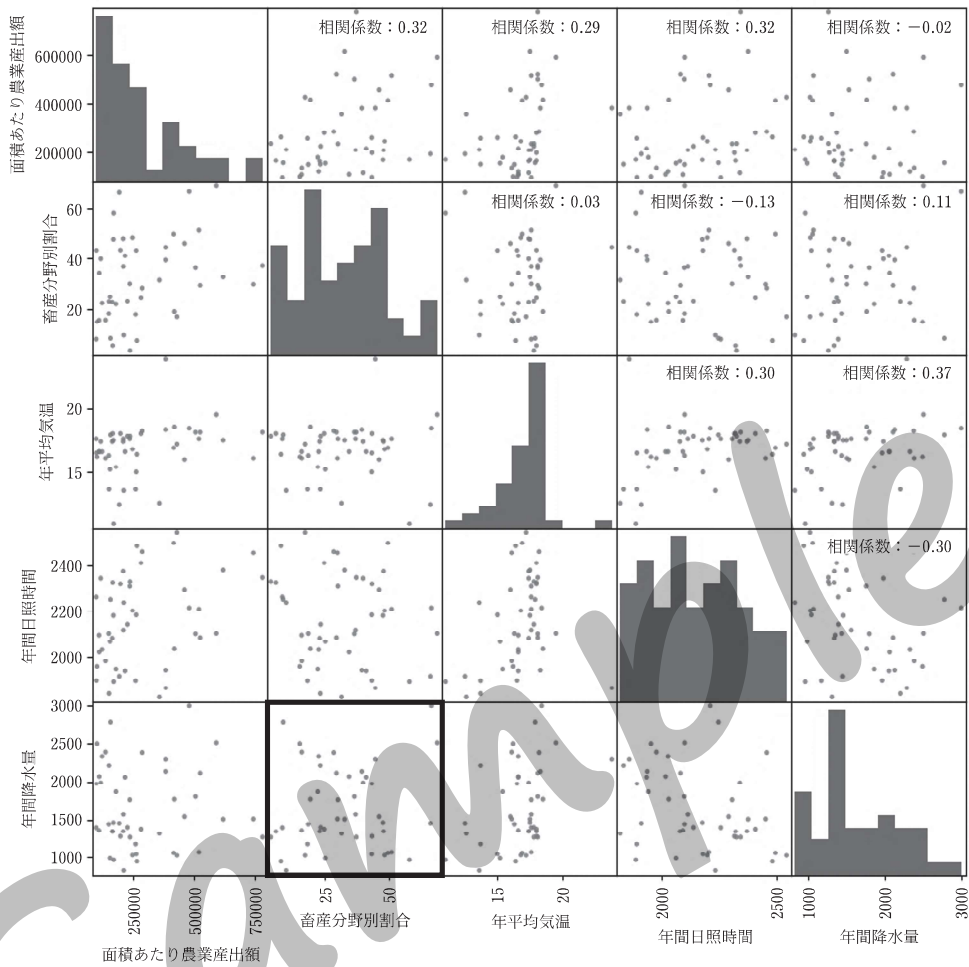 面積あたり農業産出額
600000
400000
200000
相関係数：0.32
相関係数：0.29
相関係数：0.32
相関係数：－0.02
畜産分野別割合
60
40
20
相関係数：0.03
相関係数：－0.13
相関係数：0.11
年平均気温
20
15
相関係数：0.30
相関係数：0.37
年間日照時間
2400
2200
2000
相関係数：－0.30
年間降水量
3000
2500
2000
1500
1000
250000
500000
750000
面積あたり農業産出額
25
50
畜産分野別割合
15
20
年平均気温
2000
2500
年間日照時間
1000
2000
3000
年間降水量
sample